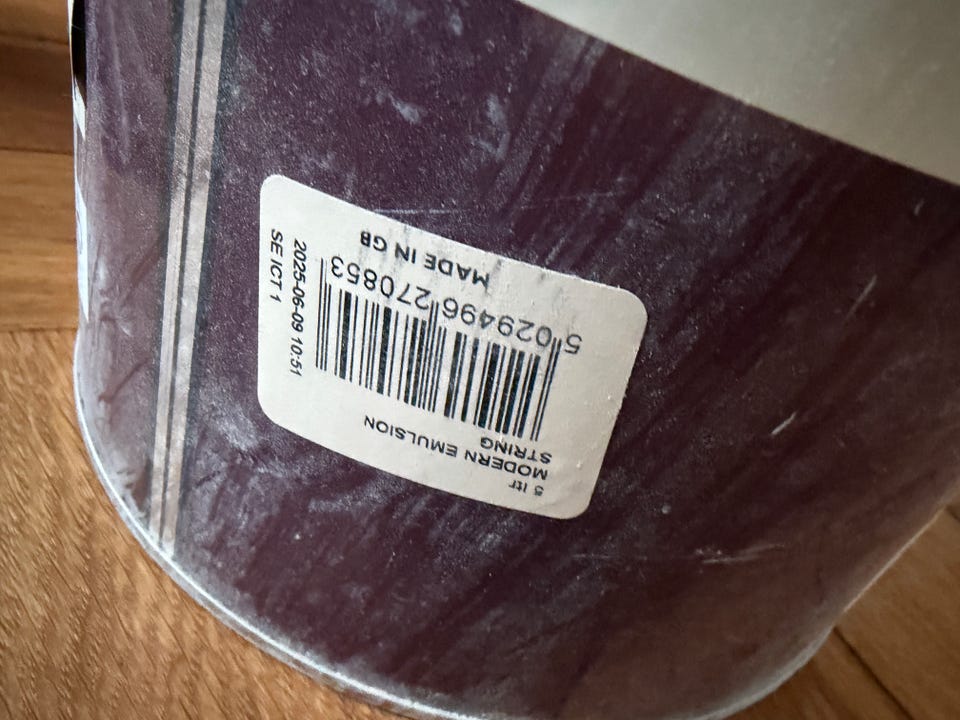 5 ltr
MODERN EMULSION
STRING
5 029496 270853
MADE IN GB
2025-06-09 10:51
SE ICT 1